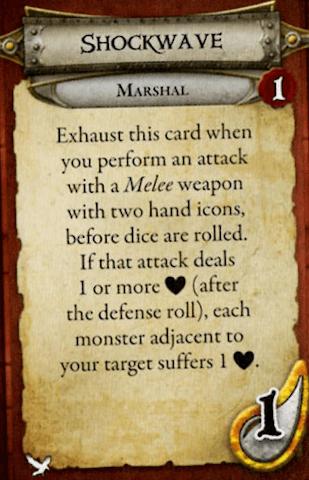 SHOCKWAVE
MARSHAL
1
Exhaust this card when
you perform an attack
with a Melee weapon
with two hand icons,
before dice are rolled.
If that attack deals
1 or more ♥ (after
the defense roll), each
monster adjacent to
your target suffers 1 ♥.
1